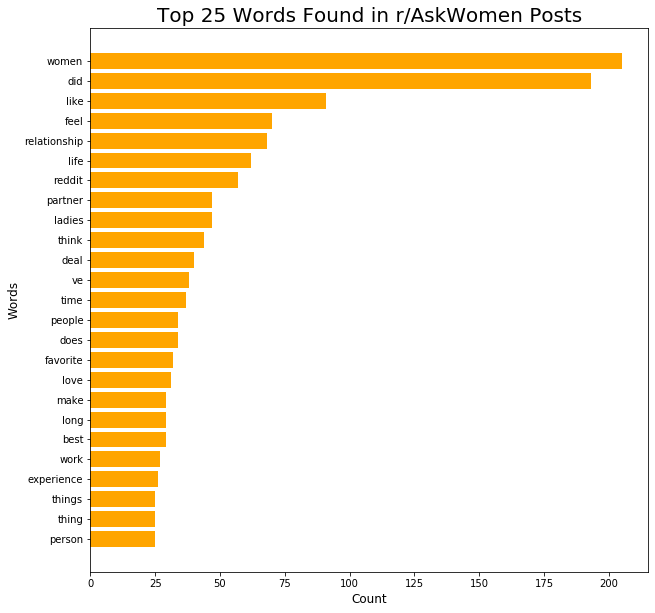 Top 25 Words Found in r/AskWomen Posts
Words
women
did
like
feel
relationship
life
reddit
partner
ladies
think
deal
ve
time
people
does
favorite
love
make
long
best
work
experience
things
thing
person
0 25 50 75 100 125 150 175 200
Count